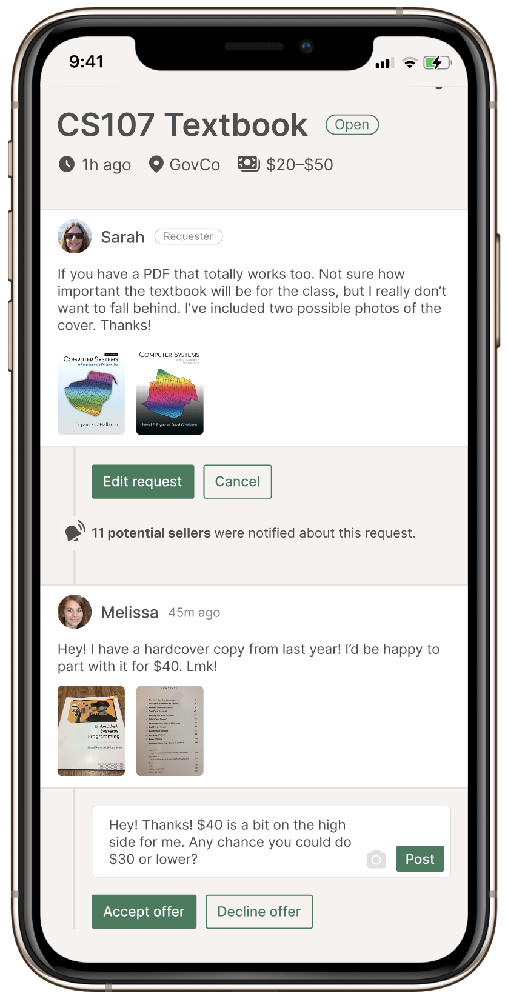 9:41
CS107 Textbook Open
1h ago GovCo $20–$50
Sarah Requester
If you have a PDF that totally works too. Not sure how
important the textbook will be for the class, but I really don’t
want to fall behind. I’ve included two possible photos of the
cover. Thanks!
COMPUTER SYSTEMS
A Programmer's Perspective
Bryant • O'Hallaron
COMPUTER SYSTEMS
A PROGRAMMER'S
PERSPECTIVE
Randal E. Bryant and David O'Hallaron
Edit request Cancel
11 potential sellers were notified about this request.
Melissa 45m ago
Hey! I have a hardcover copy from last year! I’d be happy to
part with it for $40. Lmk!
Embedded
Systems
Programming
CONTENTS
Hey! Thanks! $40 is a bit on the high
side for me. Any chance you could do
$30 or lower?
Post
Accept offer Decline offer